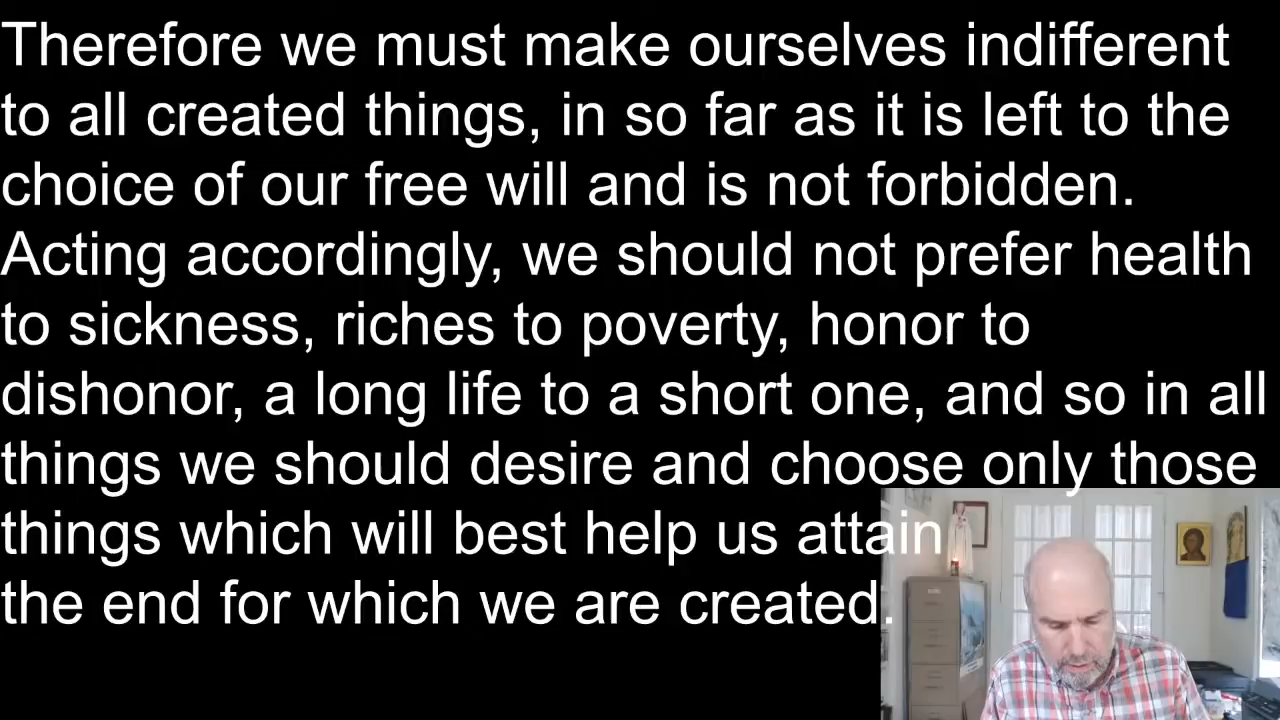 Therefore we must make ourselves indifferent
to all created things, in so far as it is left to the
choice of our free will and is not forbidden.
Acting accordingly, we should not prefer health
to sickness, riches to poverty, honor to
dishonor, a long life to a short one, and so in all
things we should desire and choose only those
things which will best help us attain
the end for which we are created.